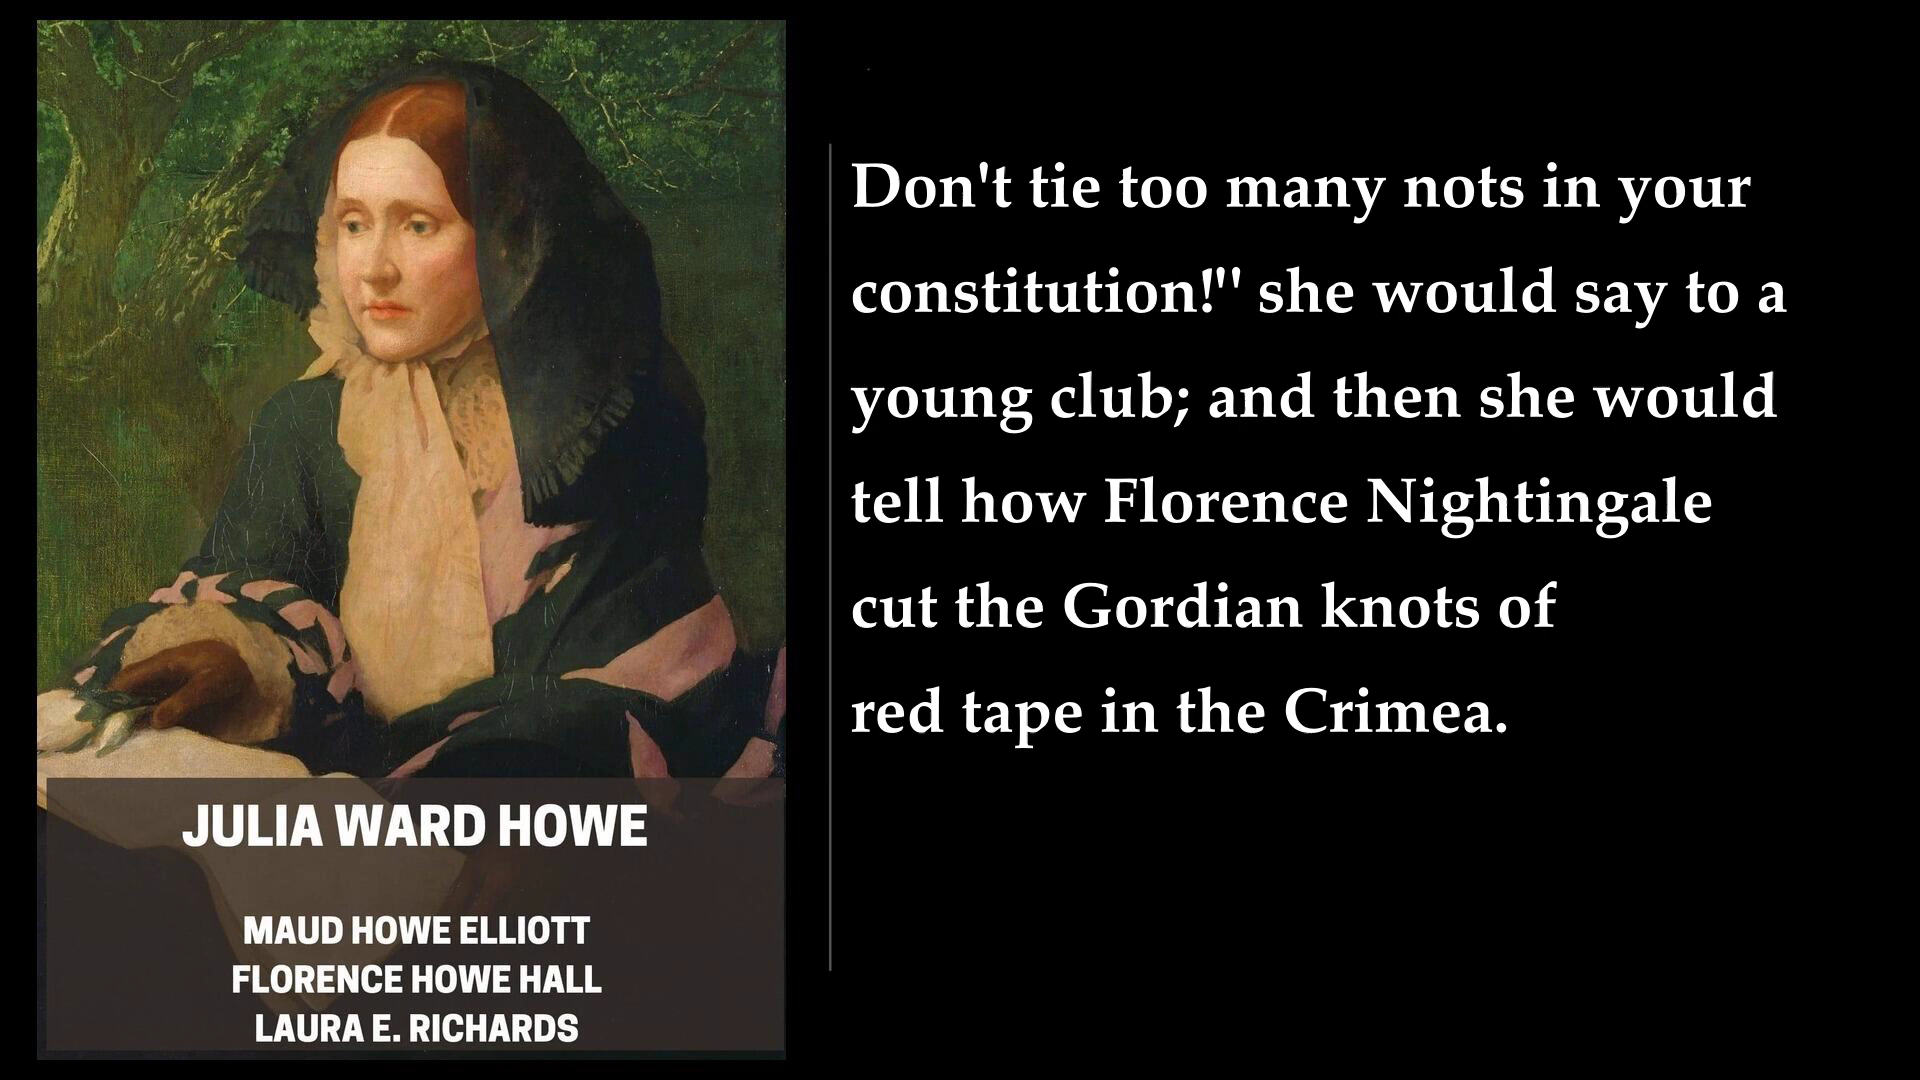 Don't tie too many nots in your
constitution!"' she would say to a
young club; and then she would
tell how Florence Nightingale
cut the Gordian knots of
red tape in the Crimea.
JULIA WARD HOWE
MAUD HOWE ELLIOTT
FLORENCE HOWE HALL
LAURA E. RICHARDS